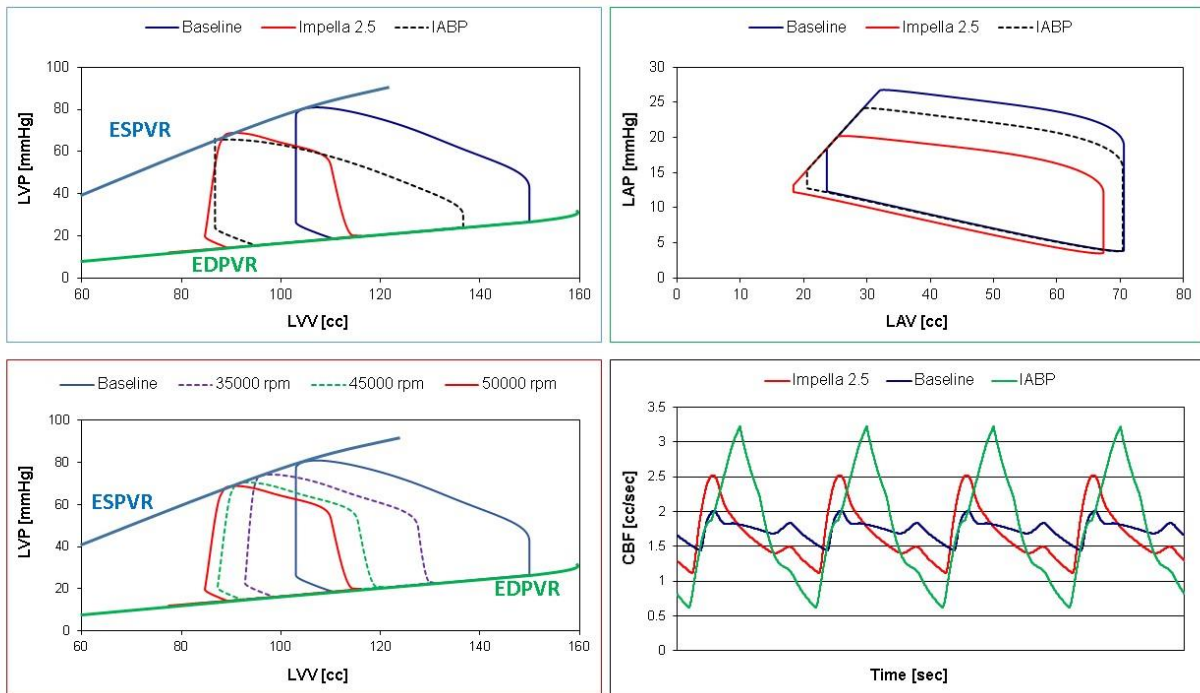 Baseline Impella 2.5 IABP
LVP [mmHg]
100
80
60
40
20
0
ESPVR
EDPVR
60 80 100 120 140 160
LVV [cc]
Baseline Impella 2.5 IABP
LAP [mmHg]
30
25
20
15
10
5
0
0 10 20 30 40 50 60 70 80
LAV [cc]
Baseline 35000 rpm 45000 rpm 50000 rpm
LVP [mmHg]
100
80
60
40
20
0
ESPVR
EDPVR
60 80 100 120 140 160
LVV [cc]
Impella 2.5 Baseline IABP
CBF [cc/sec]
3.5
3
2.5
2
1.5
1
0.5
0
Time [sec]